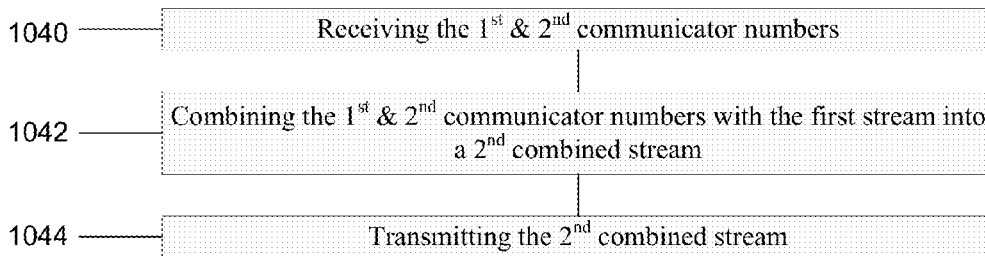 1040 Receiving the 1st & 2nd communicator numbers
1042 Combining the 1st & 2nd communicator numbers with the first stream into
a 2nd combined stream
1044 Transmitting the 2nd combined stream